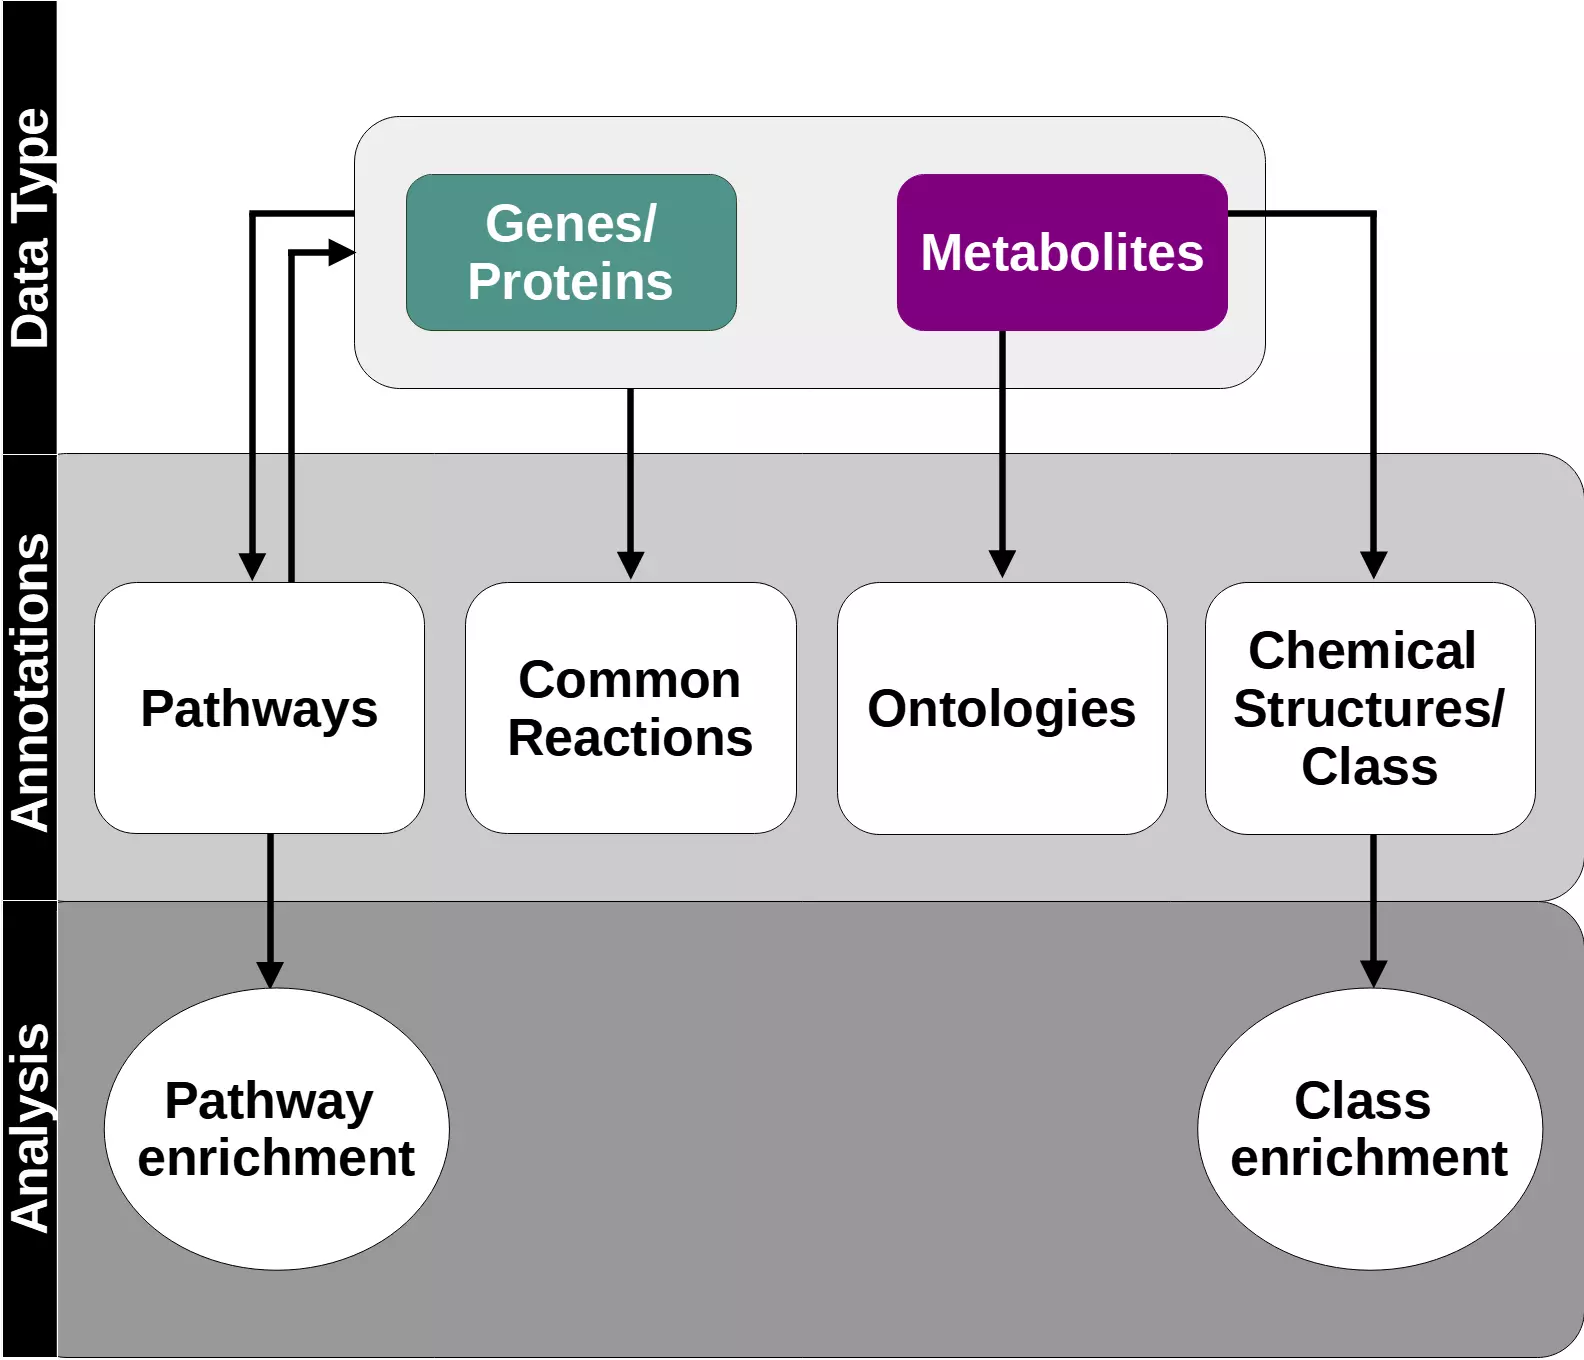 Data Type
Genes/
Proteins
Metabolites
Annotations
Pathways
Common
Reactions
Ontologies
Chemical
Structures/
Class
Analysis
Pathway
enrichment
Class
enrichment